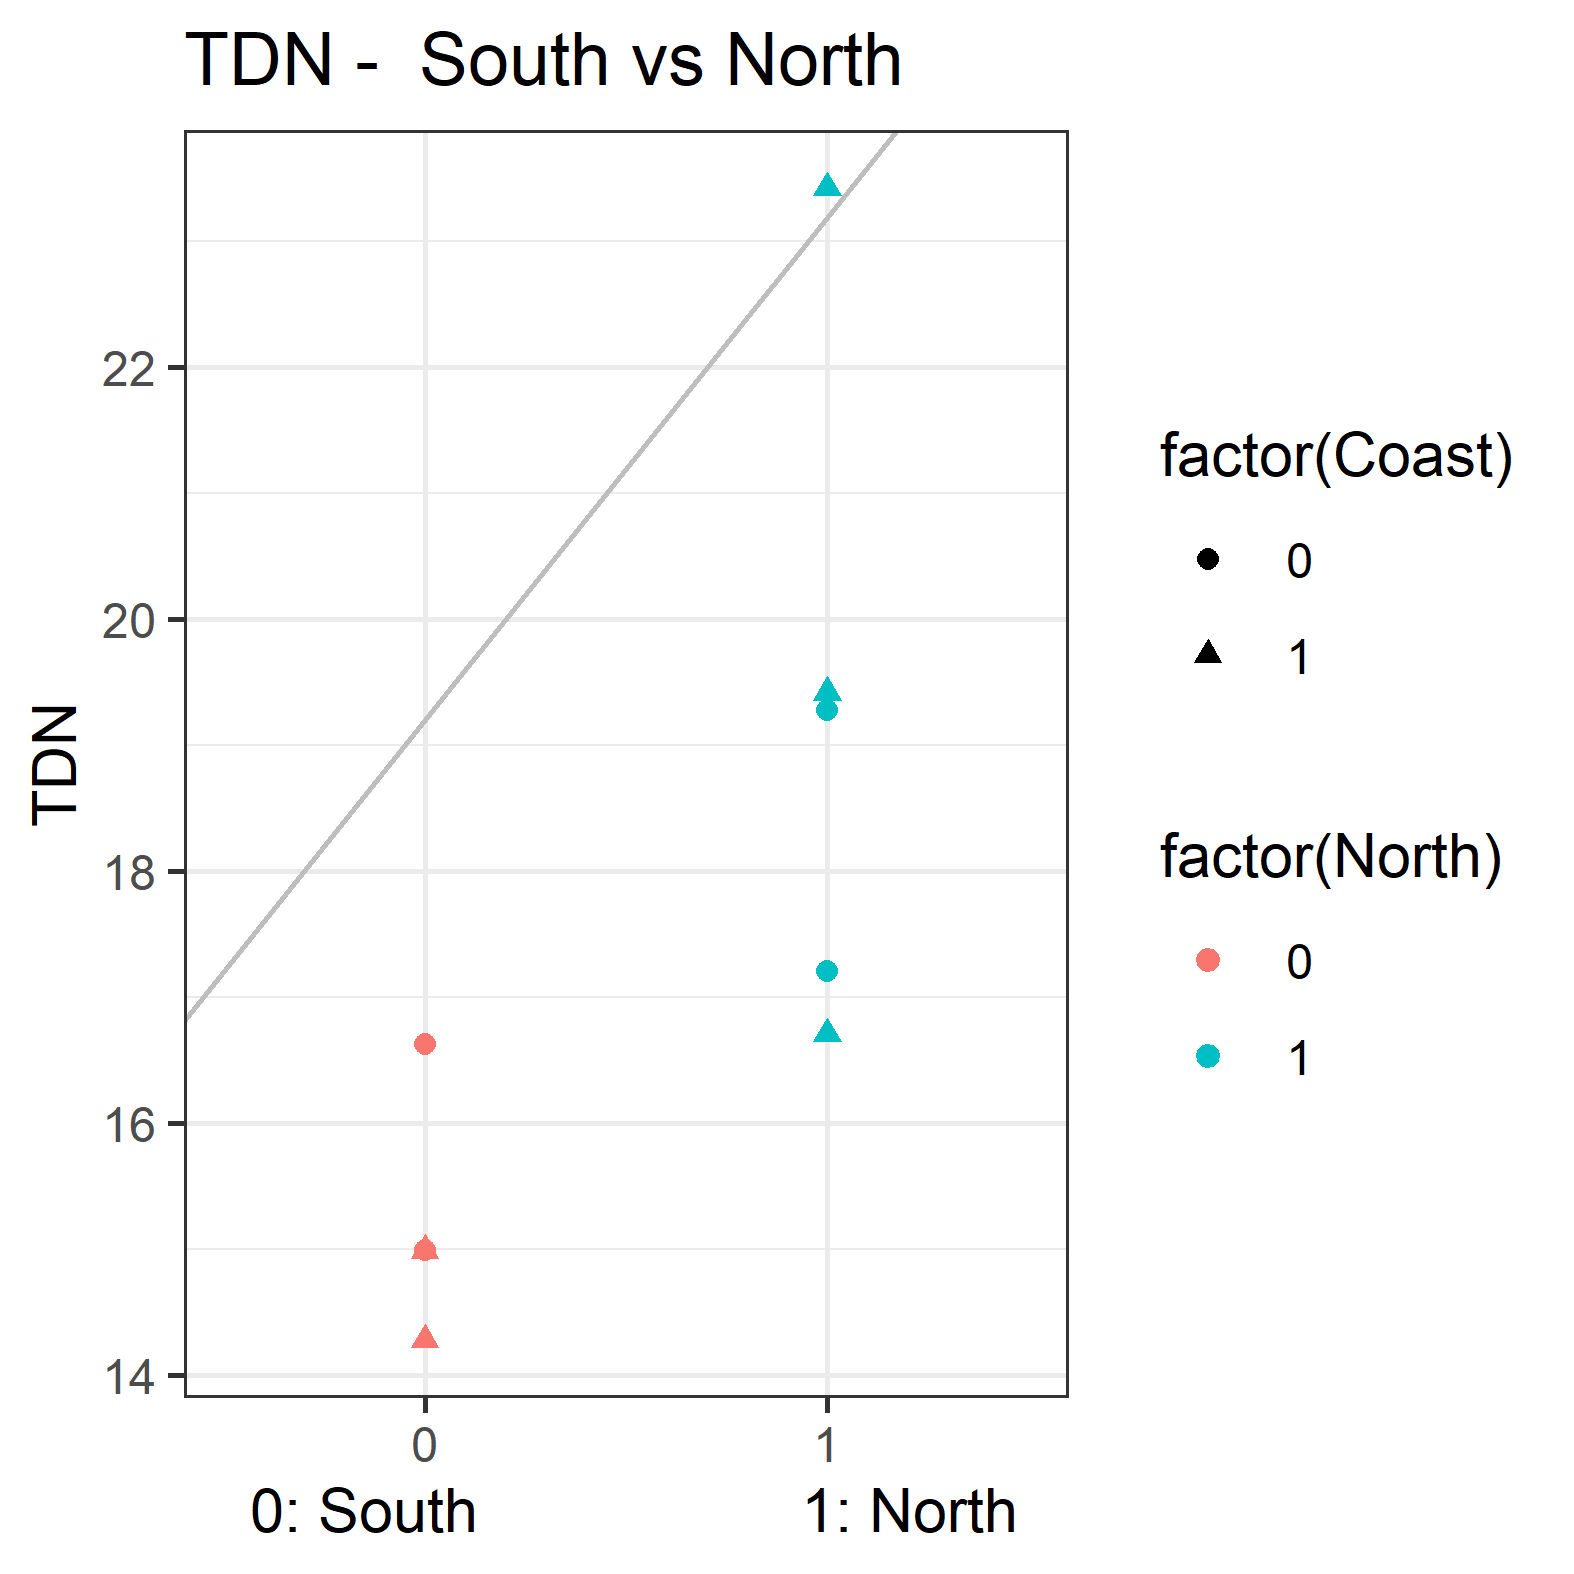 TDN -  South vs North
TDN
22
20
18
16
14
0
1
0: South
1: North
factor(Coast)
0
1
factor(North)
0
1